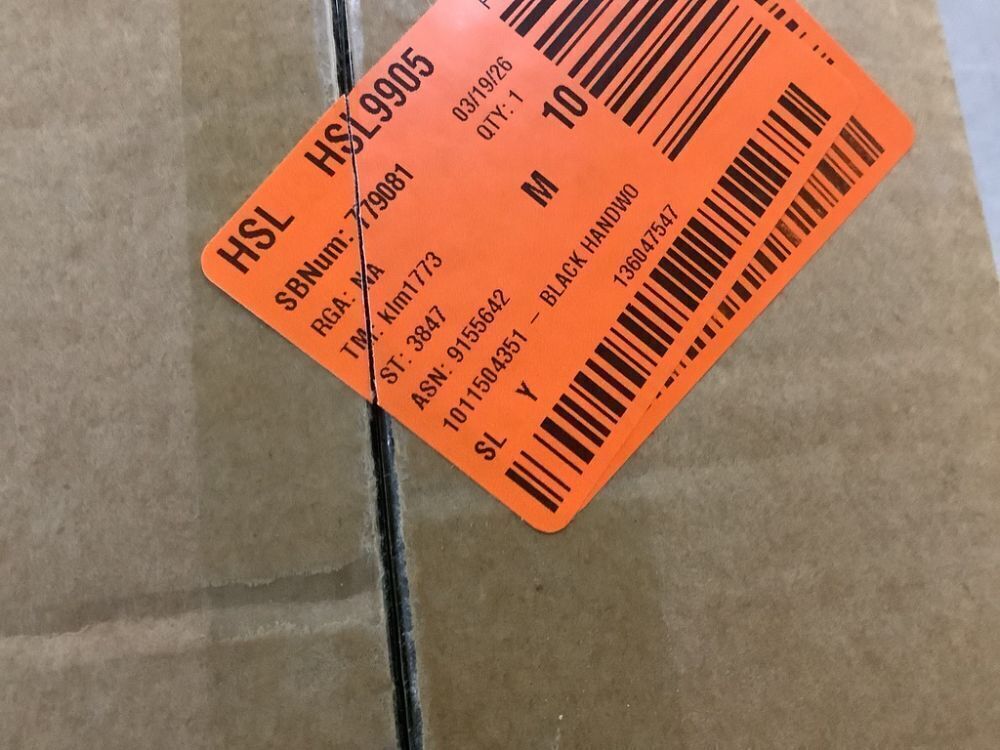 HSL HSL9905
SBNum: 779081 03/19/26
RGA: NA QTY: 1
TM: klm1773 M 10
ST: 3847
ASN: 9155642
1011504351 - BLACK HANDWO
SL Y 136047547